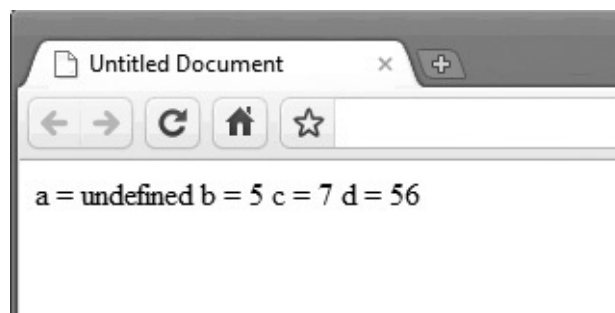 Untitled Document
a = undefined b = 5 c = 7 d = 56